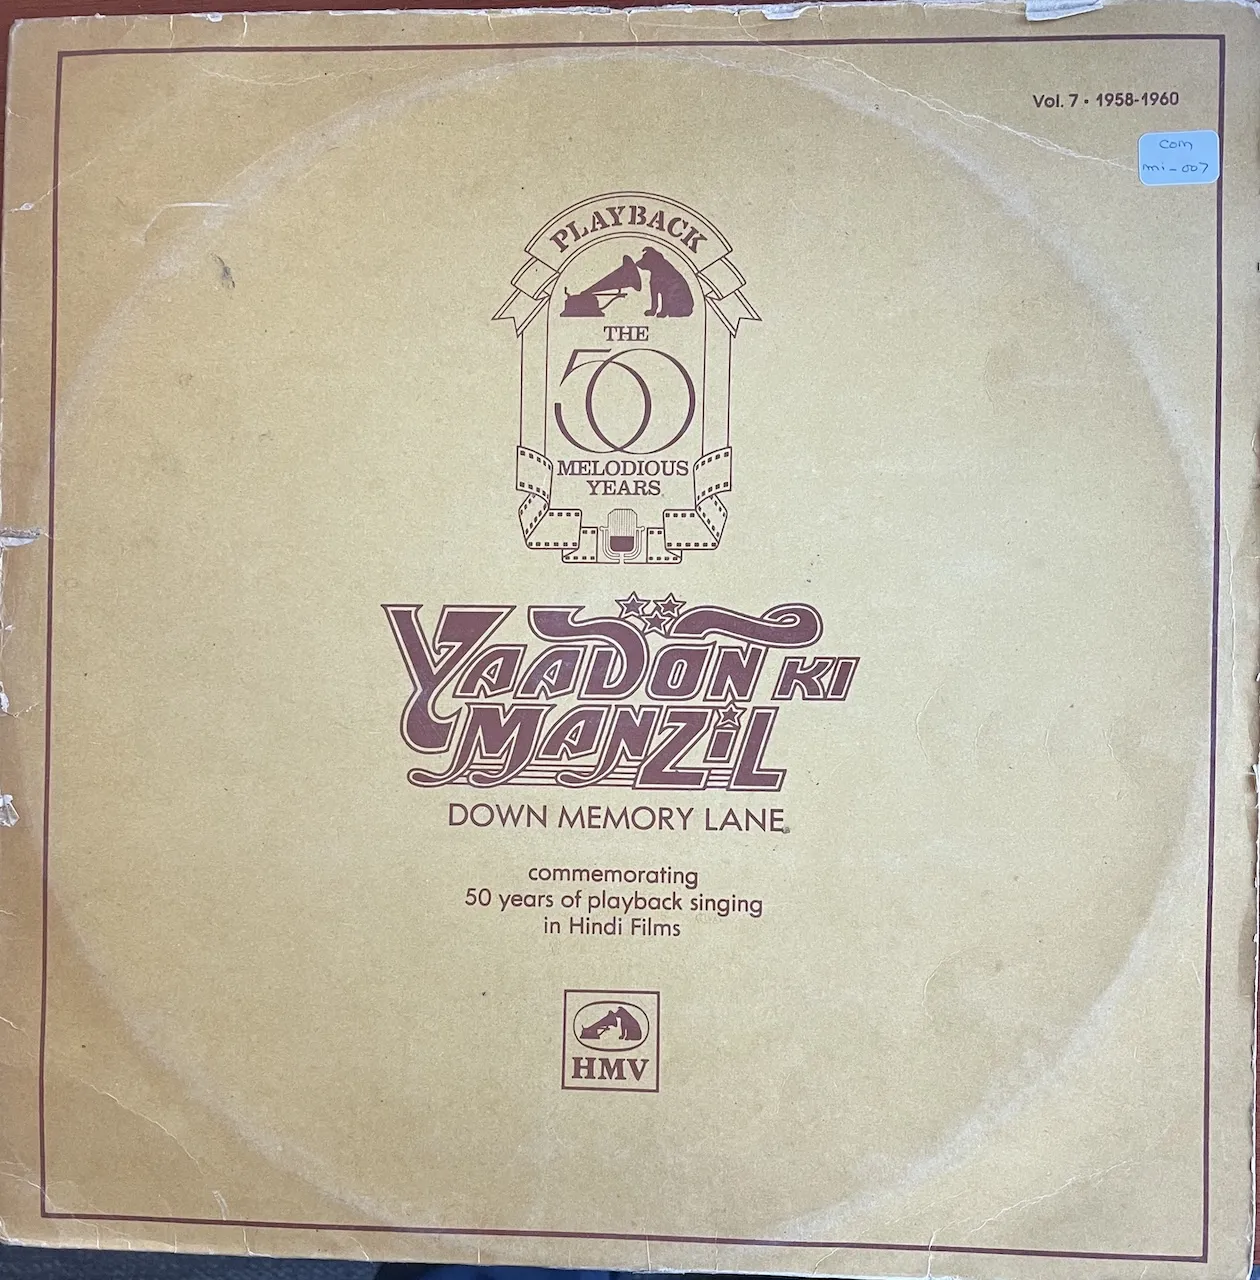 Vol. 7 • 1958-1960
com
mi-007
PLAYBACK
THE
50
MELODIOUS
YEARS
YAADON KI
MANZiL
DOWN MEMORY LANE
commemorating
50 years of playback singing
in Hindi Films
HMV